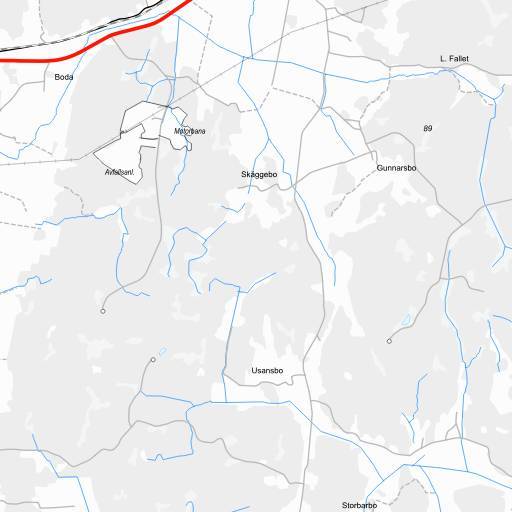 L. Fallet
Boda
89
Motorbana
Gunnarsbo
Avfallsanl.
Skäggebo
Usansbo
Storbarbo